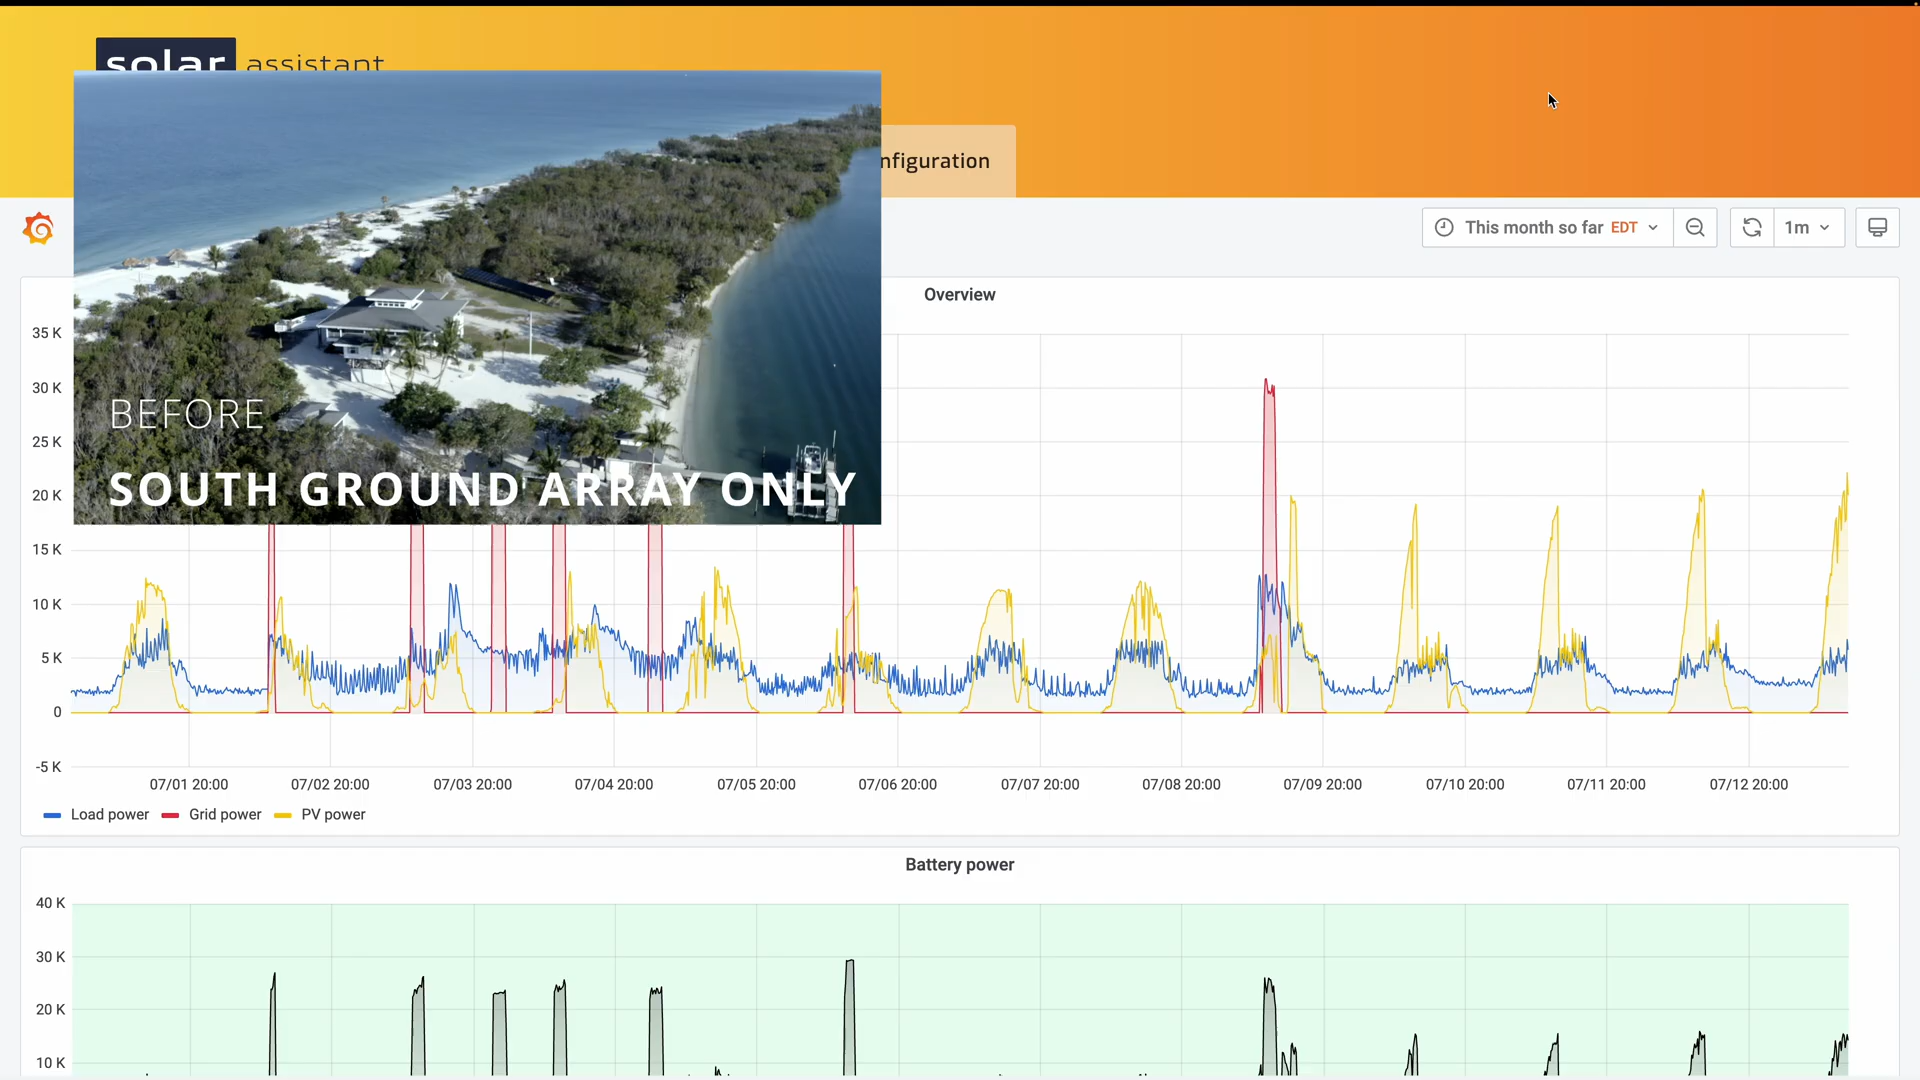 solar assistant
nfiguration
This month so far EDT
1m
BEFORE
SOUTH GROUND ARRAY ONLY
Overview
35 K
30 K
25 K
20 K
15 K
10 K
5 K
0
-5 K
07/01 20:00 07/02 20:00 07/03 20:00 07/04 20:00 07/05 20:00 07/06 20:00 07/07 20:00 07/08 20:00 07/09 20:00 07/10 20:00 07/11 20:00 07/12 20:00
Load power Grid power PV power
Battery power
40 K
30 K
20 K
10 K